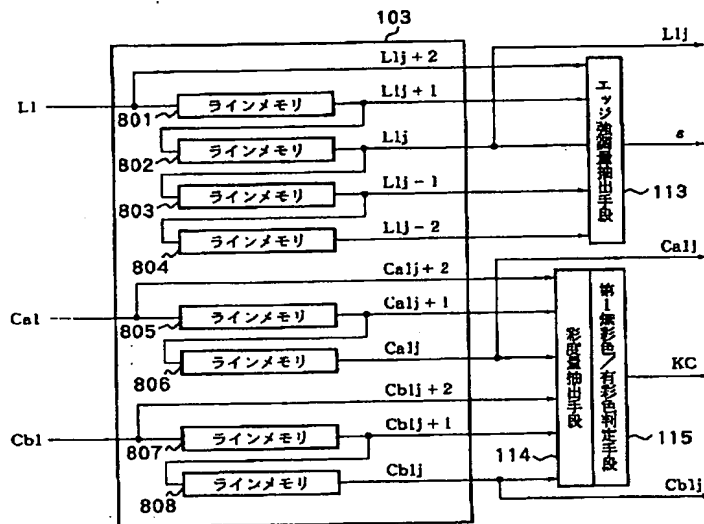 103
L1j
L1j+2
L1
ラインメモリ
L1j+1
801
エッジ強調量抽出手段
ラインメモリ
L1j
ε
802
ラインメモリ
L1j-1
803
113
ラインメモリ
L1j-2
804
Ca1j
Ca1j+2
Ca1
ラインメモリ
Ca1j+1
805
彩度量抽出手段
第1無彩色/有彩色判定手段
ラインメモリ
Ca1j
806
KC
Cb1j+2
Cb1
ラインメモリ
Cb1j+1
807
114
115
ラインメモリ
Cb1j
808
Cb1j